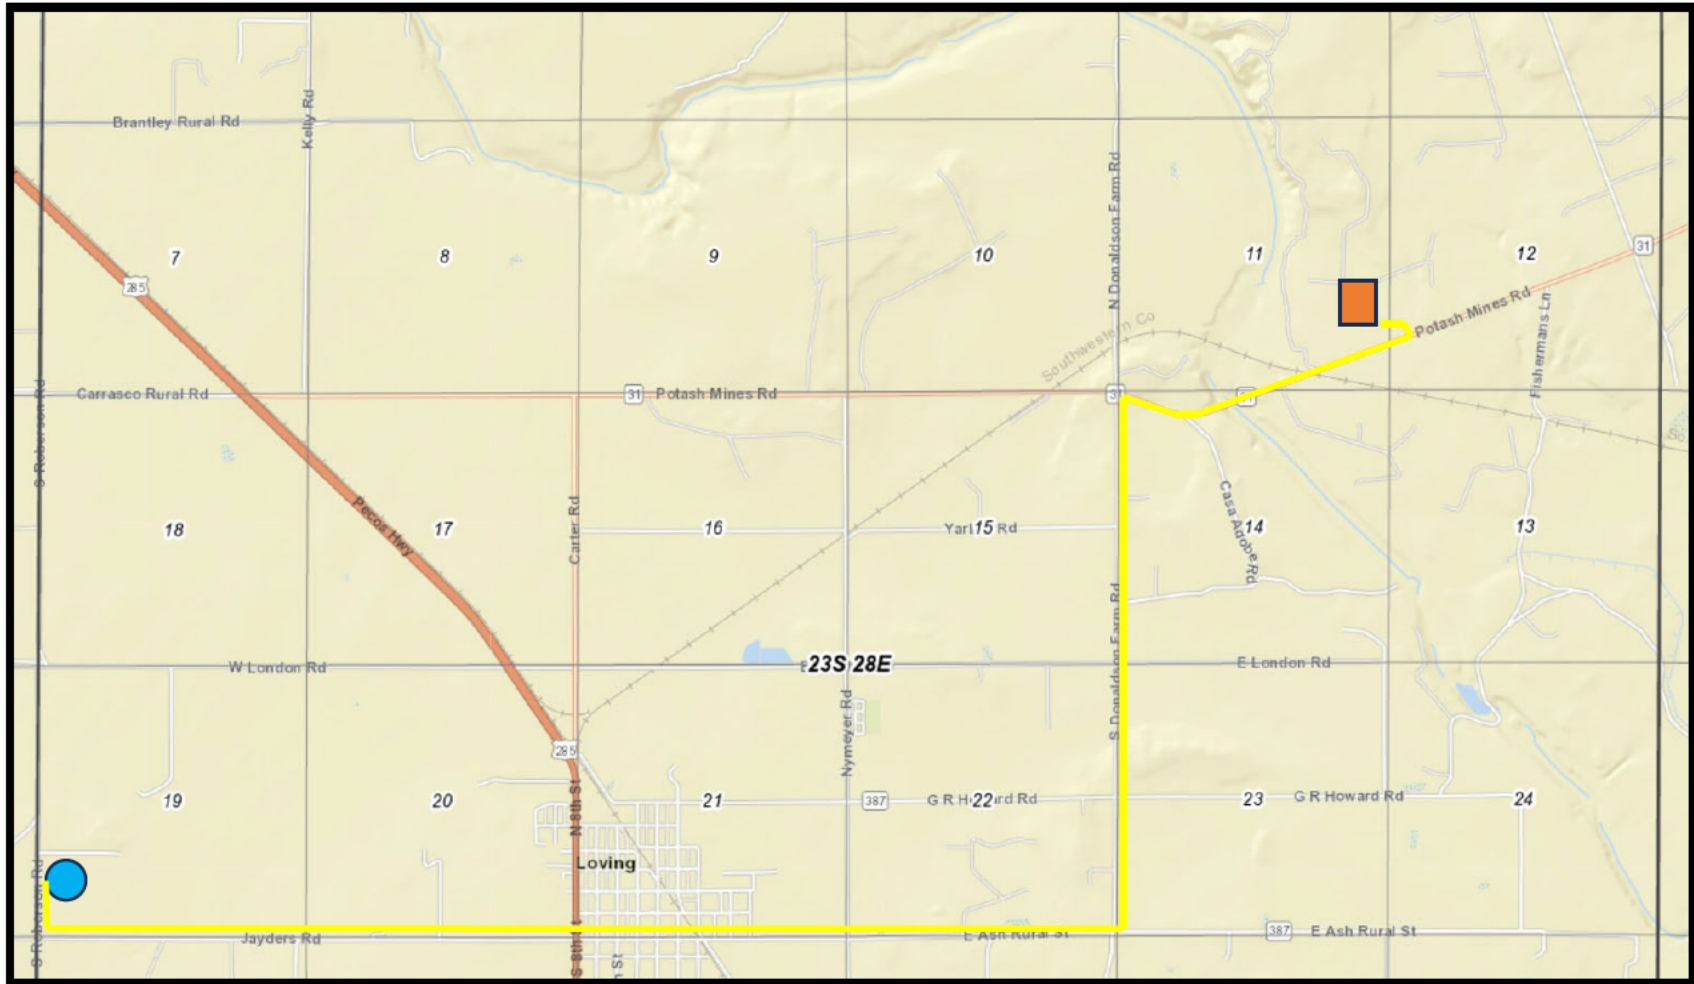 Brantley Rural Rd
Kelly Rd
N Donaldson Farm Rd
7
8
9
10
11
12
31
285
Potash Mines Rd
Fishermans Ln
Southwestern Co
S Roberson Rd
Carrasco Rural Rd
31
Potash Mines Rd
Pecos Hwy
Carter Rd
Casa Adobe Rd
18
17
16
15
Rd
14
13
S Donaldson Farm Rd
W London Rd
23S 28E
E London Rd
Nymeyer Rd
285
19
20
21
387
G R
22
Rd
23
G R Howard Rd
24
N 8th St
Loving
S Roberson Rd
Jayders Rd
S 8th St
E Ash Rural St
387
E Ash Rural St